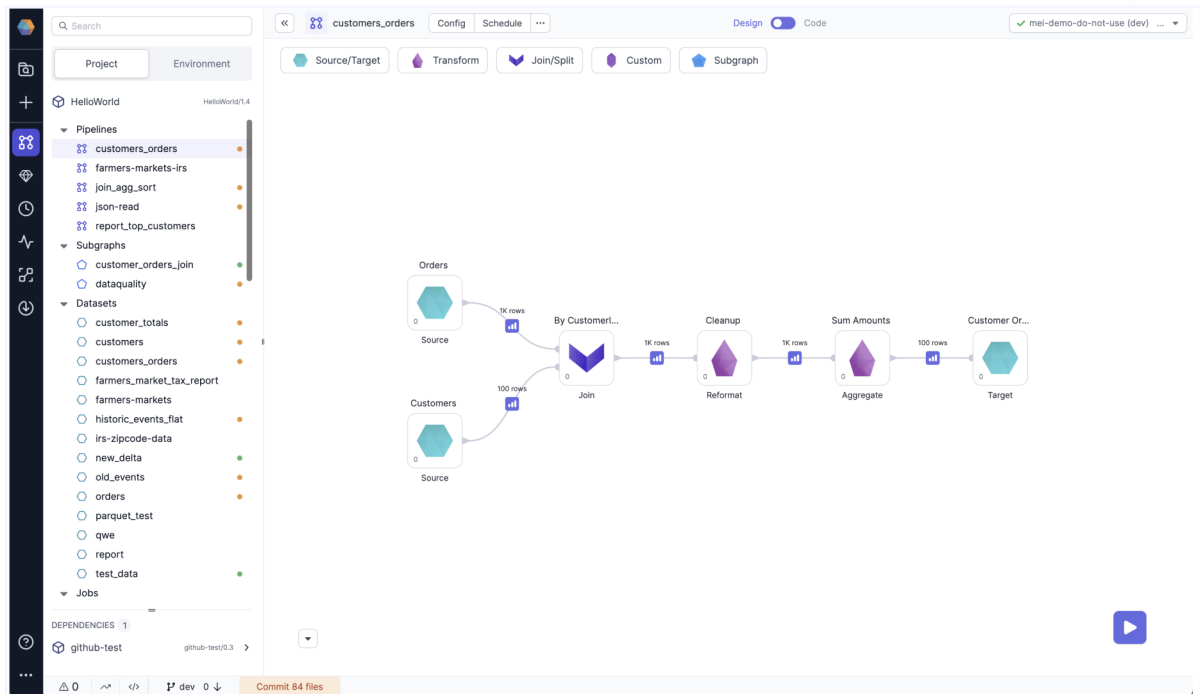 Search
customers_orders
Config
Schedule
...
Design
Code
mei-demo-do-not-use (dev) ...
Project
Environment
Source/Target
Transform
Join/Split
Custom
Subgraph
HelloWorld
HelloWorld/1.4
Pipelines
customers_orders
farmers-markets-irs
join_agg_sort
json-read
report_top_customers
Subgraphs
customer_orders_join
dataquality
Datasets
customer_totals
customers
customers_orders
farmers_market_tax_report
farmers-markets
historic_events_flat
irs-zipcode-data
new_delta
old_events
orders
parquet_test
qwe
report
test_data
Jobs
DEPENDENCIES 1
github-test
github-test/0.3
Orders
0
Source
1K rows
Customers
0
Source
100 rows
By CustomerI...
0
Join
1K rows
Cleanup
0
Reformat
1K rows
Sum Amounts
0
Aggregate
100 rows
Customer Or...
0
Target
0
dev 0
Commit 84 files